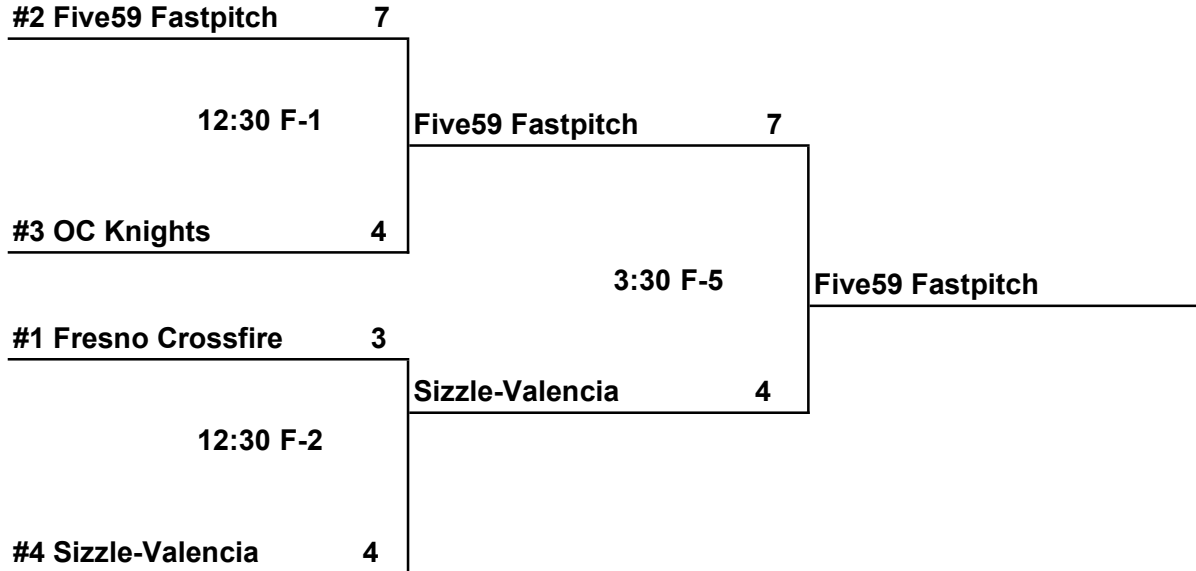 #2 Five59 Fastpitch 7
12:30 F-1
Five59 Fastpitch 7
#3 OC Knights 4
3:30 F-5
Five59 Fastpitch
#1 Fresno Crossfire 3
Sizzle-Valencia 4
12:30 F-2
#4 Sizzle-Valencia 4